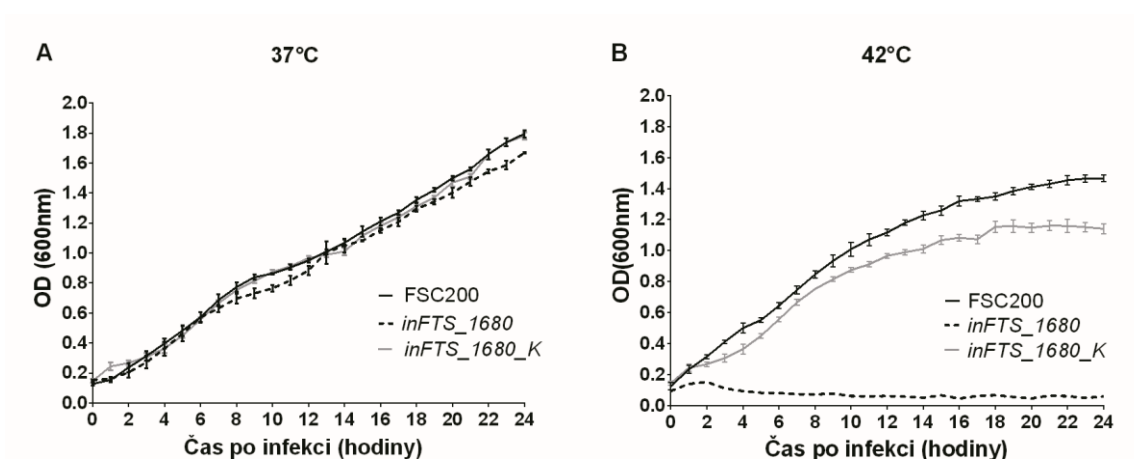 A
37°C
OD (600nm)
2.0
1.8
1.6
1.4
1.2
1.0
0.8
0.6
0.4
0.2
0.0
FSC200
inFTS_1680
inFTS_1680_K
0 2 4 6 8 10 12 14 16 18 20 22 24
Čas po infekci (hodiny)
B
42°C
OD(600nm)
2.0
1.8
1.6
1.4
1.2
1.0
0.8
0.6
0.4
0.2
0.0
FSC200
inFTS_1680
inFTS_1680_K
0 2 4 6 8 10 12 14 16 18 20 22 24
Čas po infekci (hodiny)